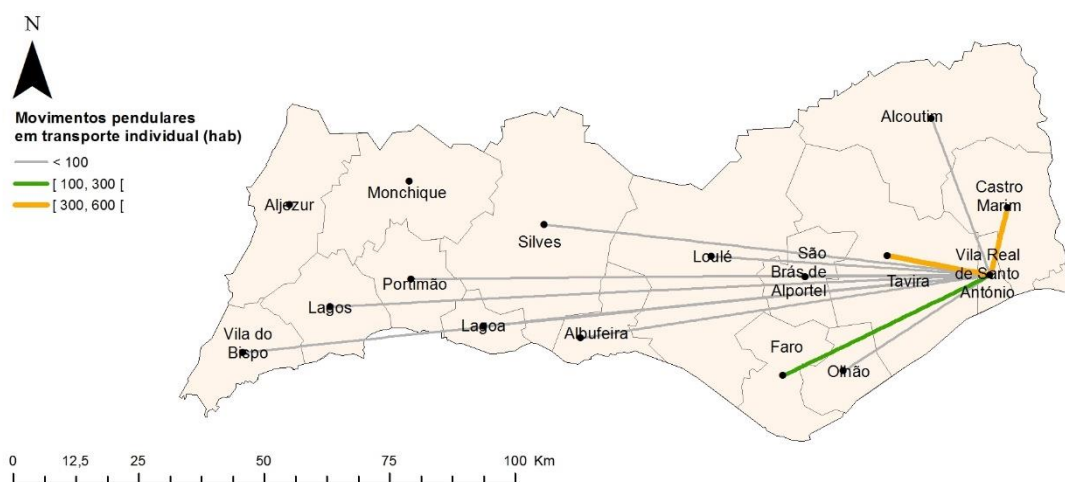 N
Movimentos pendulares
em transporte individual (hab)
< 100
[ 100, 300 [
[ 300, 600 [
Alcoutim
Castro
Marim
Monchique
Aljezur
Silves
Loulé
São
Brás de
Alportel
Tavira
Vila Real
de Santo
António
Portimão
Lagos
Lagoa
Albufeira
Vila do
Bispo
Faro
Olhão
0 12,5 25 50 75 100 Km